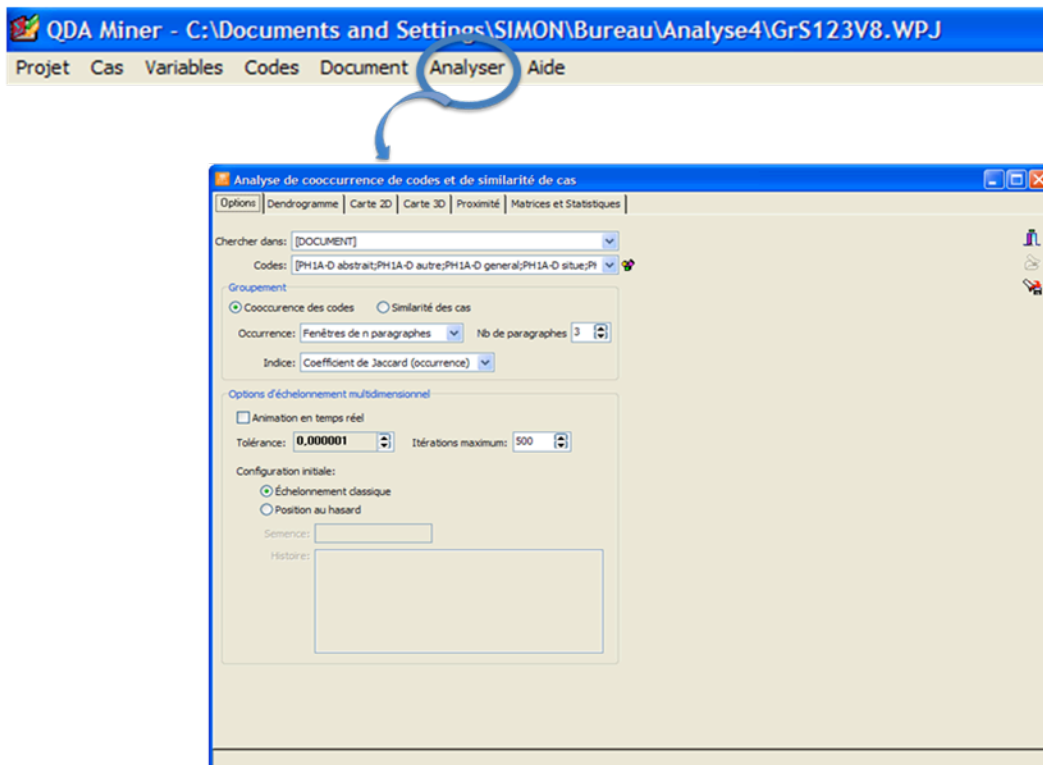 QDA Miner - C:\Documents and Settings\SIMON\Bureau\Analyse4\GrS123V8.WPJ
Projet Cas Variables Codes Document Analyser Aide
Analyse de cooccurrence de codes et de similarité de cas
Options Dendrogramme Carte 2D Carte 3D Proximité Matrices et Statistiques
Chercher dans: [DOCUMENT]
Codes: [PH1A-D abstrait;PH1A-D autre;PH1A-D general;PH1A-D situe;PH
Groupement
Cooccurence des codes Similarité des cas
Occurrence: Fenêtres de n paragraphes Nb de paragraphes 3
Indice: Coefficient de Jaccard (occurrence)
Options d'échelonnement multidimensionnel
Animation en temps réel
Tolérance: 0,000001 Itérations maximum: 500
Configuration initiale:
Échelonnement classique
Position au hasard
Semence:
Histoire: